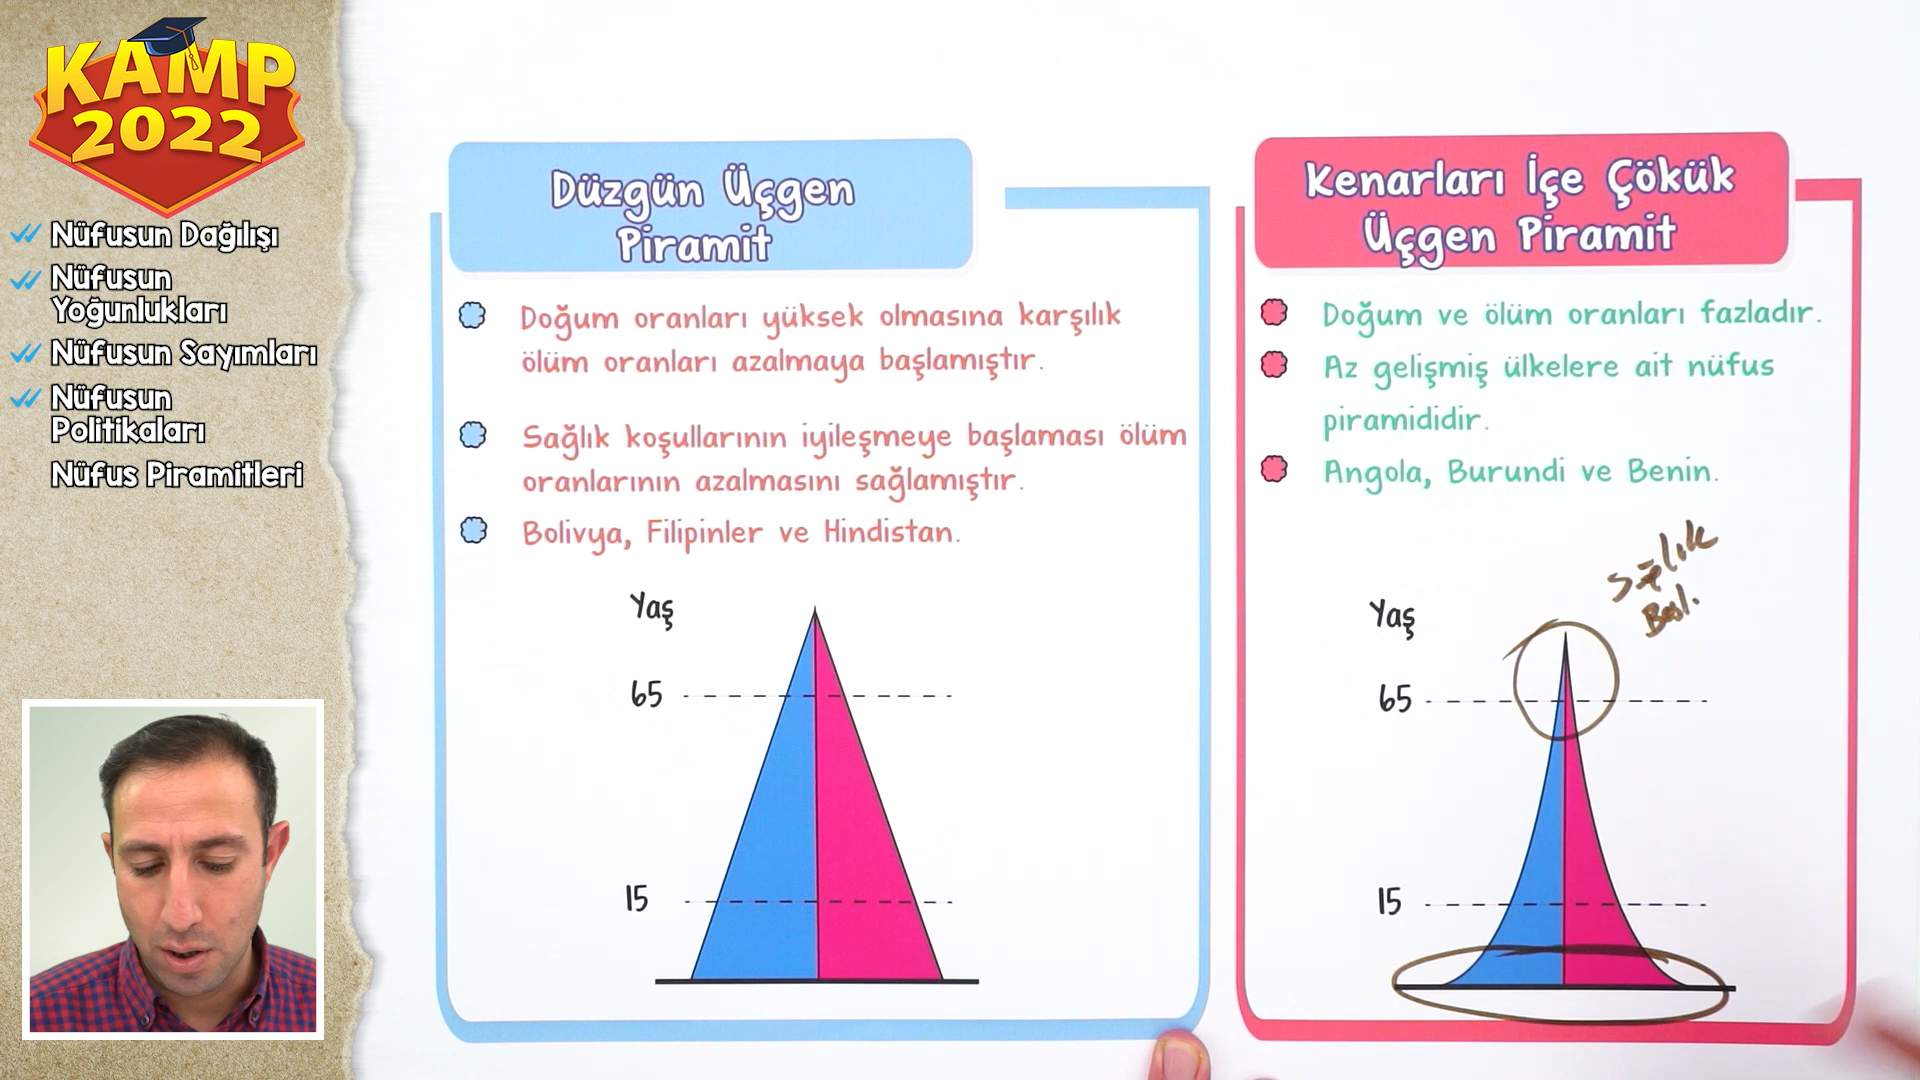 KAMP
2022
Nüfusun Dağılışı
Nüfusun
Yoğunlukları
Nüfusun Sayımları
Nüfusun
Politikaları
Nüfus Piramitleri
Düzgün Üçgen
Piramit
Doğum oranları yüksek olmasına karşılık
ölüm oranları azalmaya başlamıştır.
Sağlık koşullarının iyileşmeye başlaması ölüm
oranlarının azalmasını sağlamıştır.
Bolivya, Filipinler ve Hindistan.
Yaş
65
15
Kenarları İçe Çökük
Üçgen Piramit
Doğum ve ölüm oranları fazladır.
Az gelişmiş ülkelere ait nüfus
piramididir.
Angola, Burundi ve Benin.
Sağlık
Besl.
Yaş
65
15